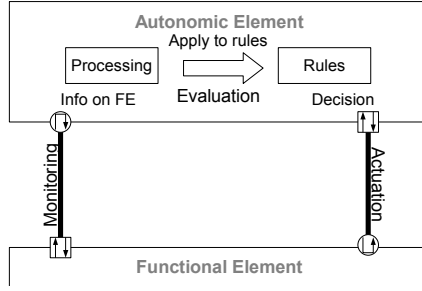 Autonomic Element
Apply to rules
Processing
Rules
Info on FE
Evaluation
Decision
Monitoring
Actuation
Functional Element